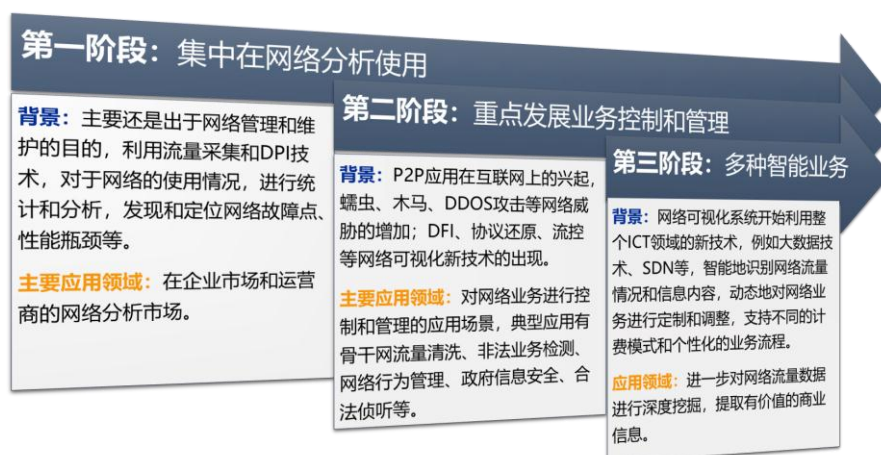 第一阶段：集中在网络分析使用
背景：主要还是出于网络管理和维
护的目的，利用流量采集和DPI技
术，对于网络的使用情况，进行统
计和分析，发现和定位网络故障点、
性能瓶颈等。
主要应用领域：在企业市场和运营
商的网络分析市场。
第二阶段：重点发展业务控制和管理
背景：P2P应用在互联网上的兴起，
蠕虫、木马、DDOS攻击等网络威
胁的增加；DFI、协议还原、流控
等网络可视化新技术的出现。
主要应用领域：对网络业务进行控
制和管理的应用场景，典型应用有
骨干网流量清洗、非法业务检测、
网络行为管理、政府信息安全、合
法侦听等。
第三阶段：多种智能业务
背景：网络可视化系统开始利用整
个ICT领域的新技术，例如大数据技
术、SDN等，智能地识别网络流量
情况和信息内容，动态地对网络业
务进行定制和调整，支持不同的计
费模式和个性化的业务流程。
应用领域：进一步对网络流量数据
进行深度挖掘，提取有价值的商业
信息。